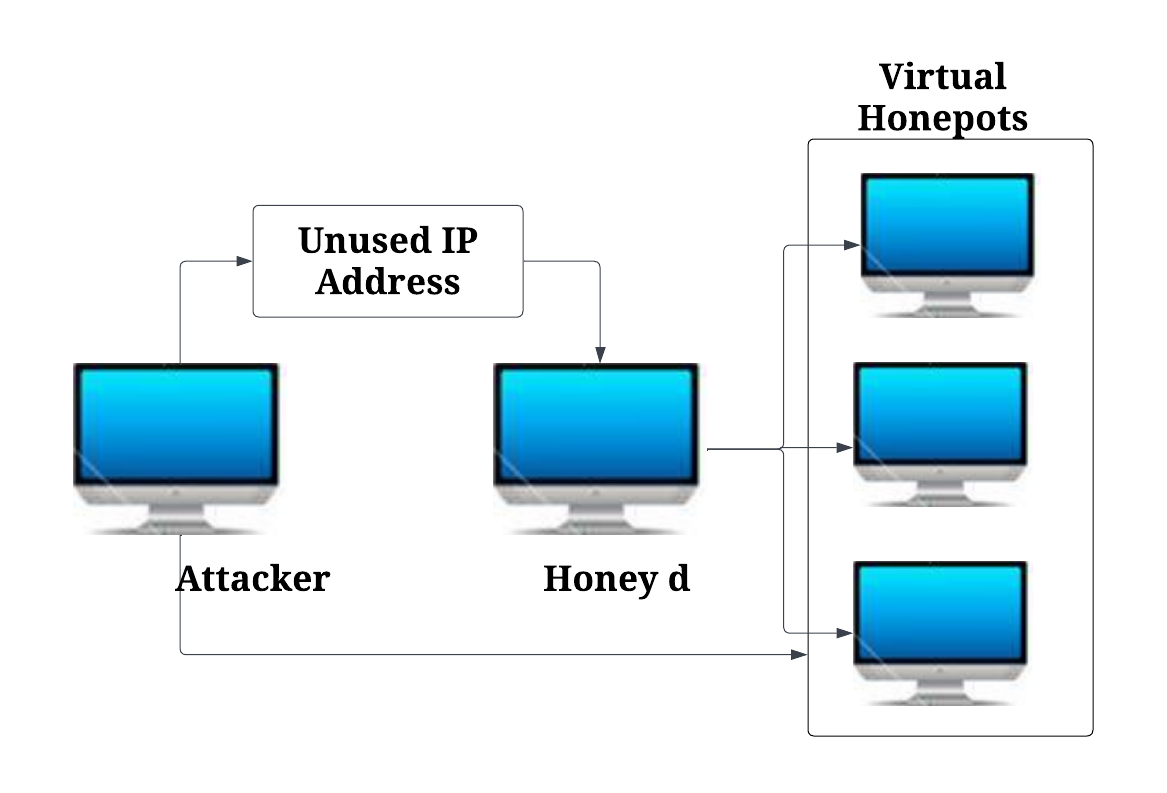 Virtual
Honepots
Unused IP
Address
Attacker
Honey d